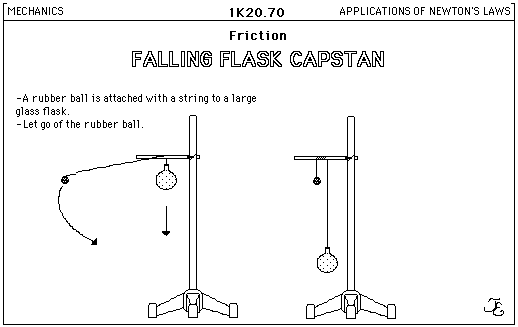 MECHANICS 1K20.70 APPLICATIONS OF NEWTON'S LAWS
Friction
FALLING FLASK CAPSTAN
-A rubber ball is attached with a string to a large
glass flask.
-Let go of the rubber ball.